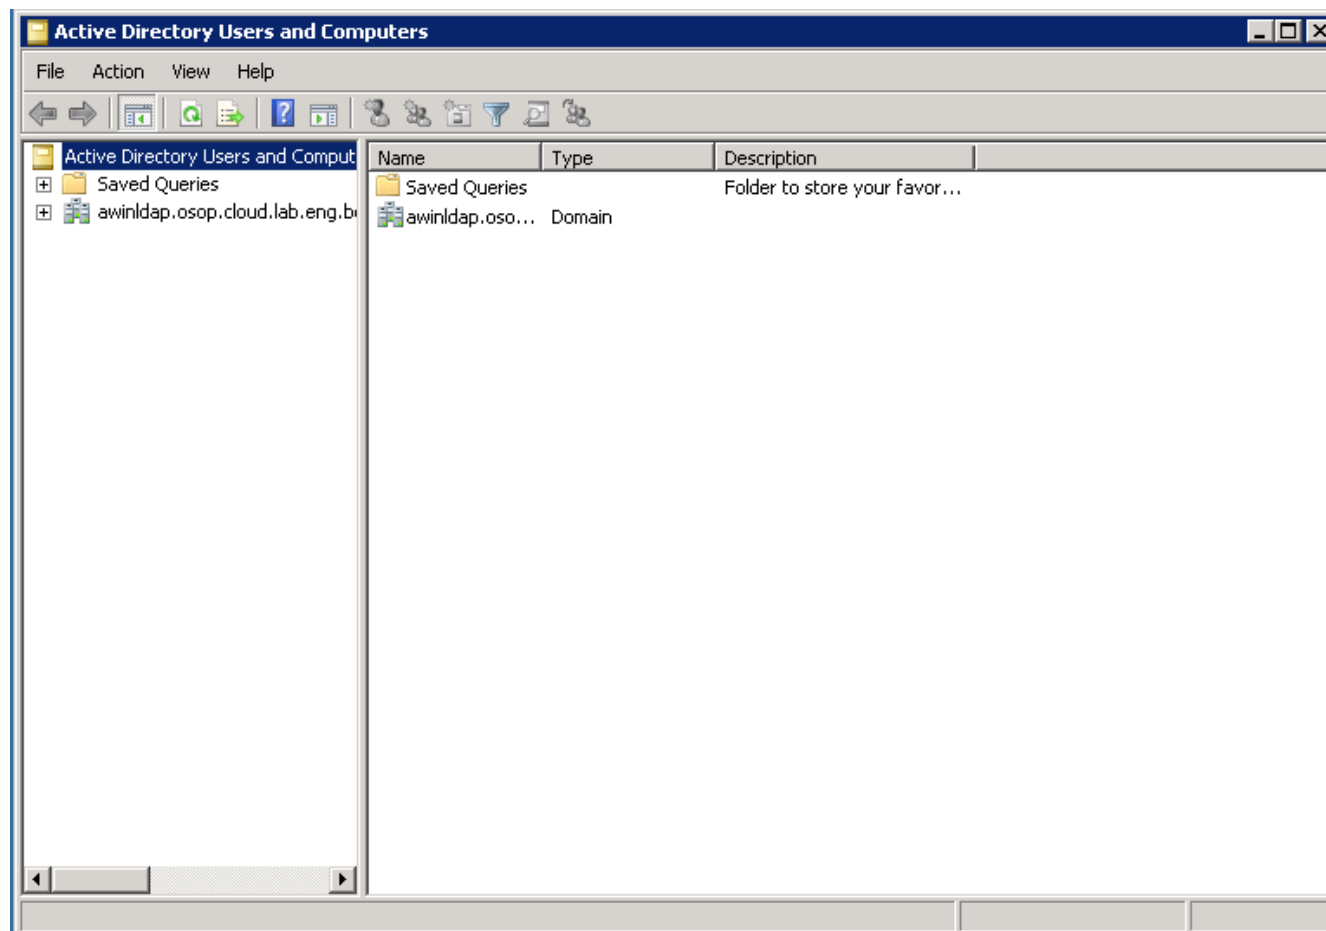 Active Directory Users and Computers
File Action View Help
Active Directory Users and Comput
Saved Queries
awinldap.osop.cloud.lab.eng.b
Name Type Description
Saved Queries Folder to store your favor...
awinldap.oso... Domain